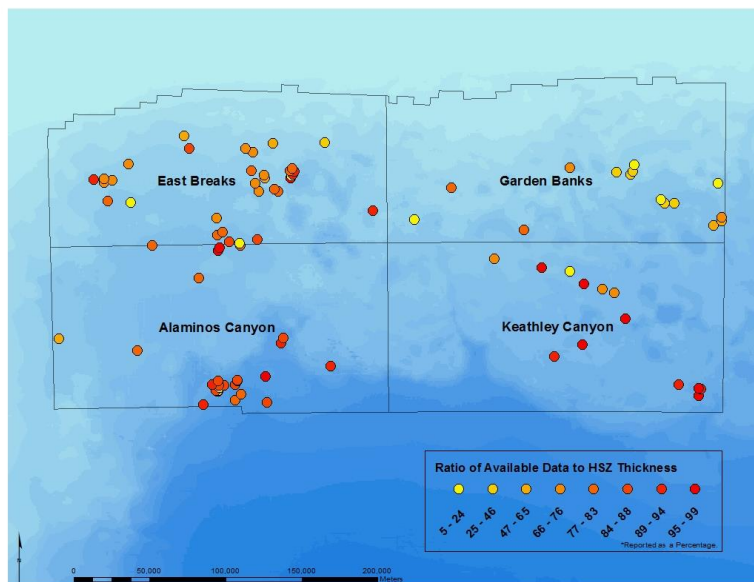 East Breaks
Garden Banks
Alaminos Canyon
Keathley Canyon
Ratio of Available Data to HSZ Thickness
5 - 24
25 - 46
47 - 65
66 - 76
77 - 83
84 - 88
89 - 94
95 - 99
*Reported as a Percentage.
N
0 50,000 100,000 150,000 200,000
Meters